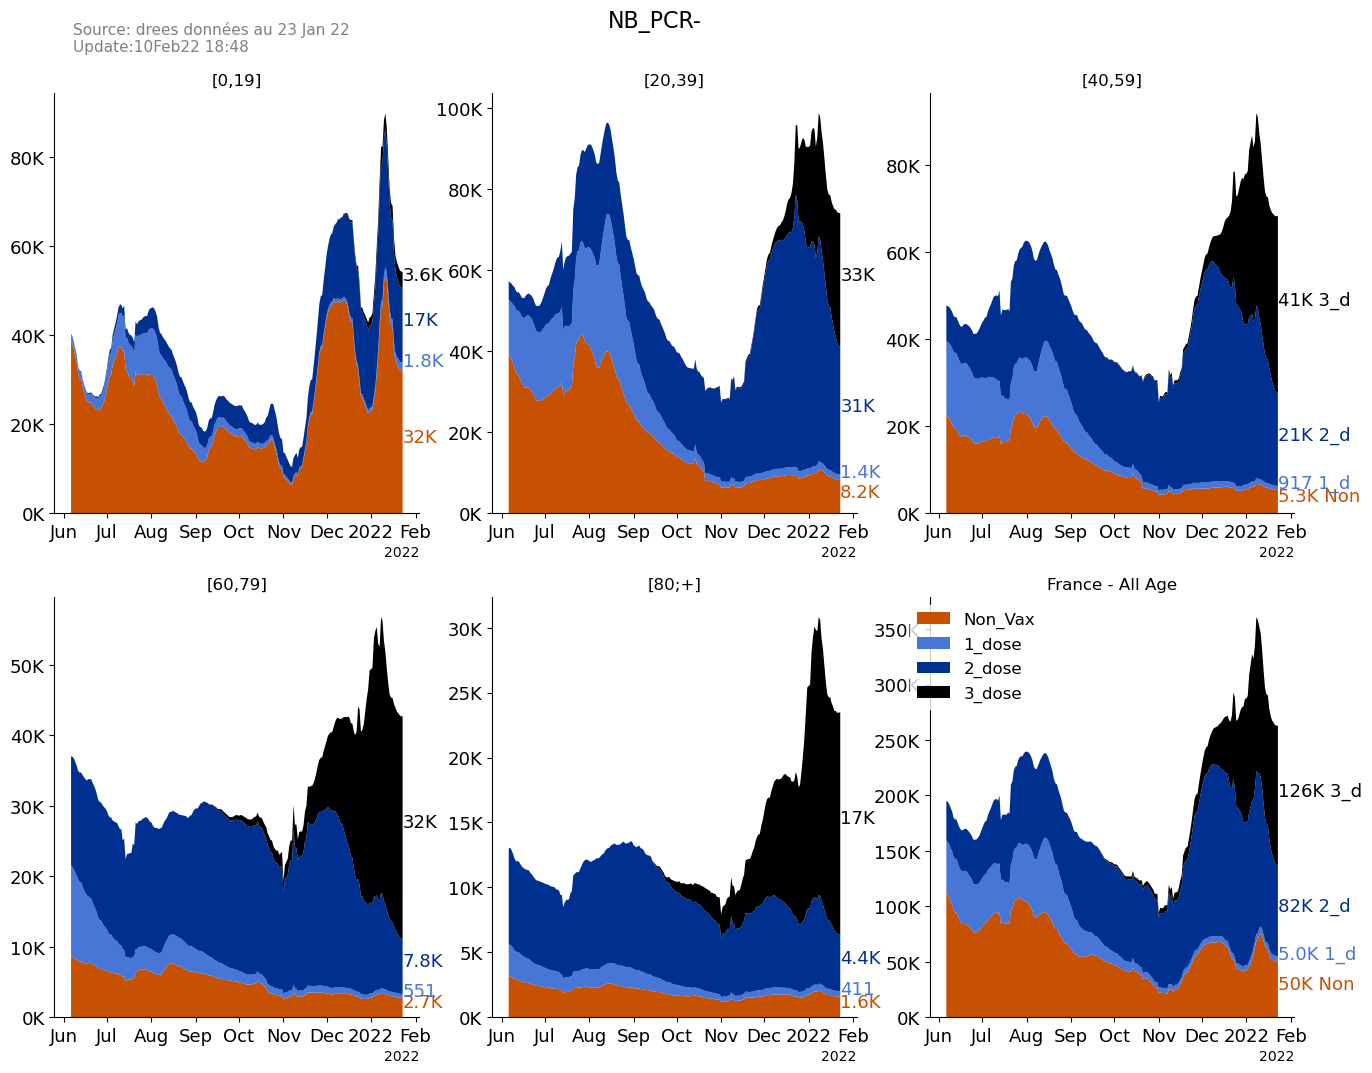 NB_PCR-
Source: drees données au 23 Jan 22
Update:10Feb22 18:48
[0,19]
80K
60K
40K
20K
0K
3.6K
17K
1.8K
32K
Jun Jul Aug Sep Oct Nov Dec 2022 Feb
2022
[20,39]
100K
80K
60K
40K
20K
0K
33K
31K
1.4K
8.2K
Jun Jul Aug Sep Oct Nov Dec 2022 Feb
2022
[40,59]
80K
60K
40K
20K
0K
41K 3_d
21K 2_d
917 1_d
5.3K Non
Jun Jul Aug Sep Oct Nov Dec 2022 Feb
2022
[60,79]
50K
40K
30K
20K
10K
0K
32K
7.8K
551
2.7K
Jun Jul Aug Sep Oct Nov Dec 2022 Feb
2022
[80;+]
30K
25K
20K
15K
10K
5K
0K
17K
4.4K
411
1.6K
Jun Jul Aug Sep Oct Nov Dec 2022 Feb
2022
France - All Age
Non_Vax
1_dose
2_dose
3_dose
350K
300K
250K
200K
150K
100K
50K
0K
126K 3_d
82K 2_d
5.0K 1_d
50K Non
Jun Jul Aug Sep Oct Nov Dec 2022 Feb
2022